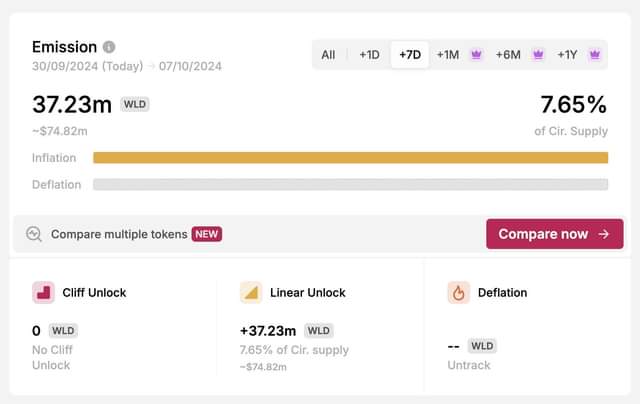 Emission
30/09/2024 (Today) → 07/10/2024
All +1D +7D +1M +6M +1Y
37.23m WLD 7.65%
~$74.82m of Cir. Supply
Inflation
Deflation
Compare multiple tokens NEW Compare now →
Cliff Unlock Linear Unlock Deflation
0 WLD +37.23m WLD -- WLD
No Cliff 7.65% of Cir. supply Untrack
Unlock ~$74.82m